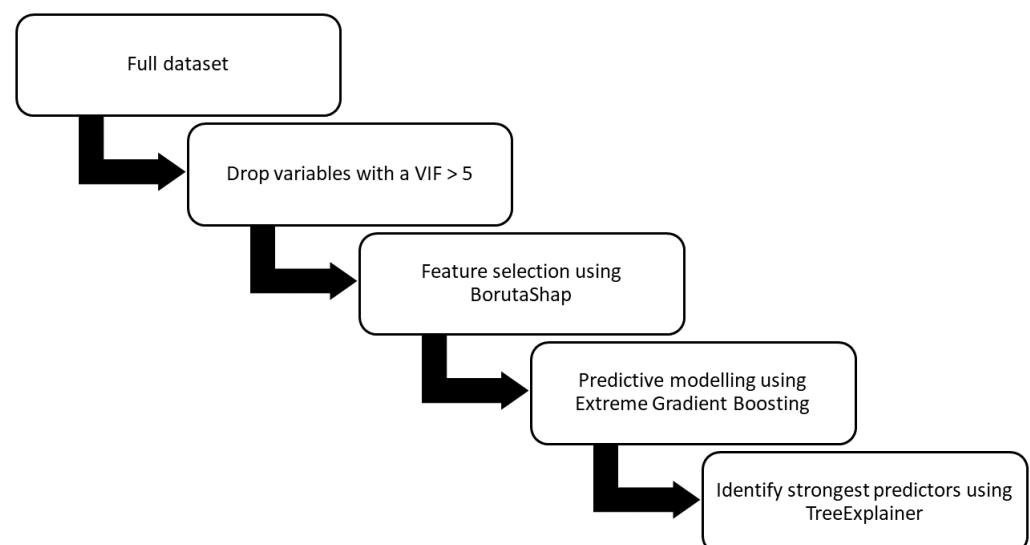 Full dataset
Drop variables with a VIF > 5
Feature selection using
BorutaShap
Predictive modelling using
Extreme Gradient Boosting
Identify strongest predictors using
TreeExplainer